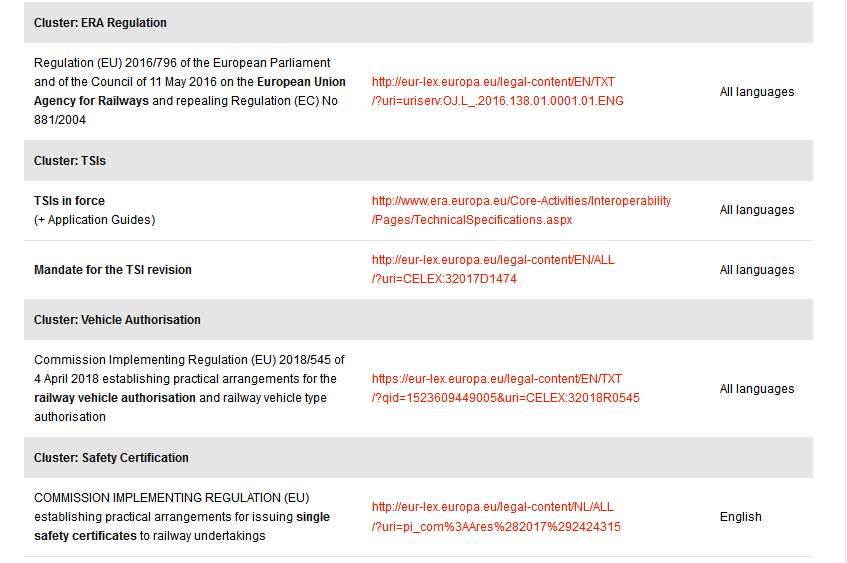 Cluster: ERA Regulation
Regulation (EU) 2016/796 of the European Parliament
and of the Council of 11 May 2016 on the European Union
Agency for Railways and repealing Regulation (EC) No
881/2004
http://eur-lex.europa.eu/legal-content/EN/TXT
/?uri=uriserv:OJ.L_.2016.138.01.0001.01.ENG
All languages
Cluster: TSIs
TSIs in force
(+ Application Guides)
http://www.era.europa.eu/Core-Activities/Interoperability
/Pages/TechnicalSpecifications.aspx
All languages
Mandate for the TSI revision
http://eur-lex.europa.eu/legal-content/EN/ALL
/?uri=CELEX:32017D1474
All languages
Cluster: Vehicle Authorisation
Commission Implementing Regulation (EU) 2018/545 of
4 April 2018 establishing practical arrangements for the
railway vehicle authorisation and railway vehicle type
authorisation
https://eur-lex.europa.eu/legal-content/EN/TXT
/?qid=1523609449005&uri=CELEX:32018R0545
All languages
Cluster: Safety Certification
COMMISSION IMPLEMENTING REGULATION (EU)
establishing practical arrangements for issuing single
safety certificates to railway undertakings
http://eur-lex.europa.eu/legal-content/NL/ALL
/?uri=pi_com%3AAres%282017%292424315
English